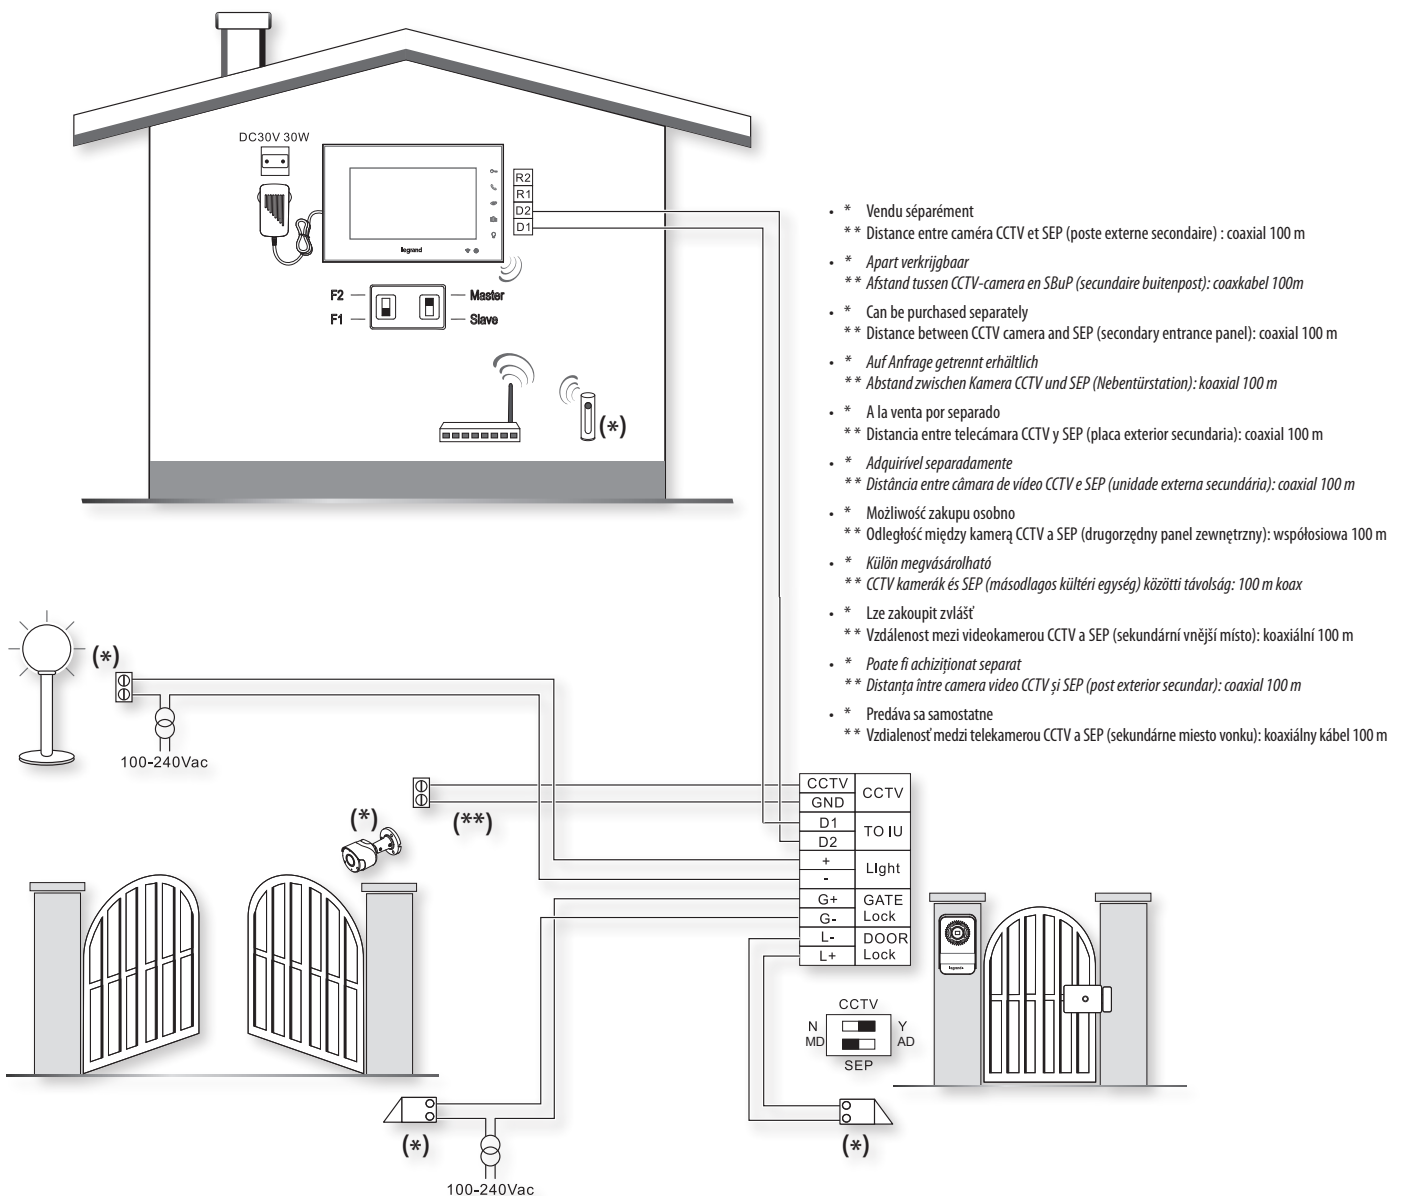 DC30V 30W
R2
R1
D2
D1
legrand
F2
Master
F1
Slave
(*)
• * Vendu séparément
** Distance entre caméra CCTV et SEP (poste externe secondaire) : coaxial 100 m
• * Apart verkrijgbaar
** Afstand tussen CCTV-camera en SBuP (secundaire buitenpost): coaxkabel 100m
• * Can be purchased separately
** Distance between CCTV camera and SEP (secondary entrance panel): coaxial 100 m
• * Auf Anfrage getrennt erhältlich
** Abstand zwischen Kamera CCTV und SEP (Nebentürstation): koaxial 100 m
• * A la venta por separado
** Distancia entre telecámara CCTV y SEP (placa exterior secundaria): coaxial 100 m
• * Adquirível separadamente
** Distância entre câmara de vídeo CCTV e SEP (unidade externa secundária): coaxial 100 m
• * Możliwość zakupu osobno
** Odległość między kamerą CCTV a SEP (drugorzędny panel zewnętrzny): współosiowa 100 m
• * Külön megvásárolható
** CCTV kamerák és SEP (másodlagos kültéri egység) közötti távolság: 100 m koax
• * Lze zakoupit zvlášť
** Vzdálenost mezi videokamerou CCTV a SEP (sekundární vnější místo): koaxiální 100 m
• * Poate fi achiziționat separat
** Distanța între camera video CCTV și SEP (post exterior secundar): coaxial 100 m
• * Predáva sa samostatne
** Vzdialenosť medzi telekamerou CCTV a SEP (sekundárne miesto vonku): koaxiálny kábel 100 m
(*)
100-240Vac
(*)
(**)
CCTV
GND
CCTV
D1
D2
TO IU
+
-
Light
G+
G-
GATE
Lock
L-
L+
DOOR
Lock
legrand
CCTV
N Y
MD AD
SEP
(*)
100-240Vac
(*)